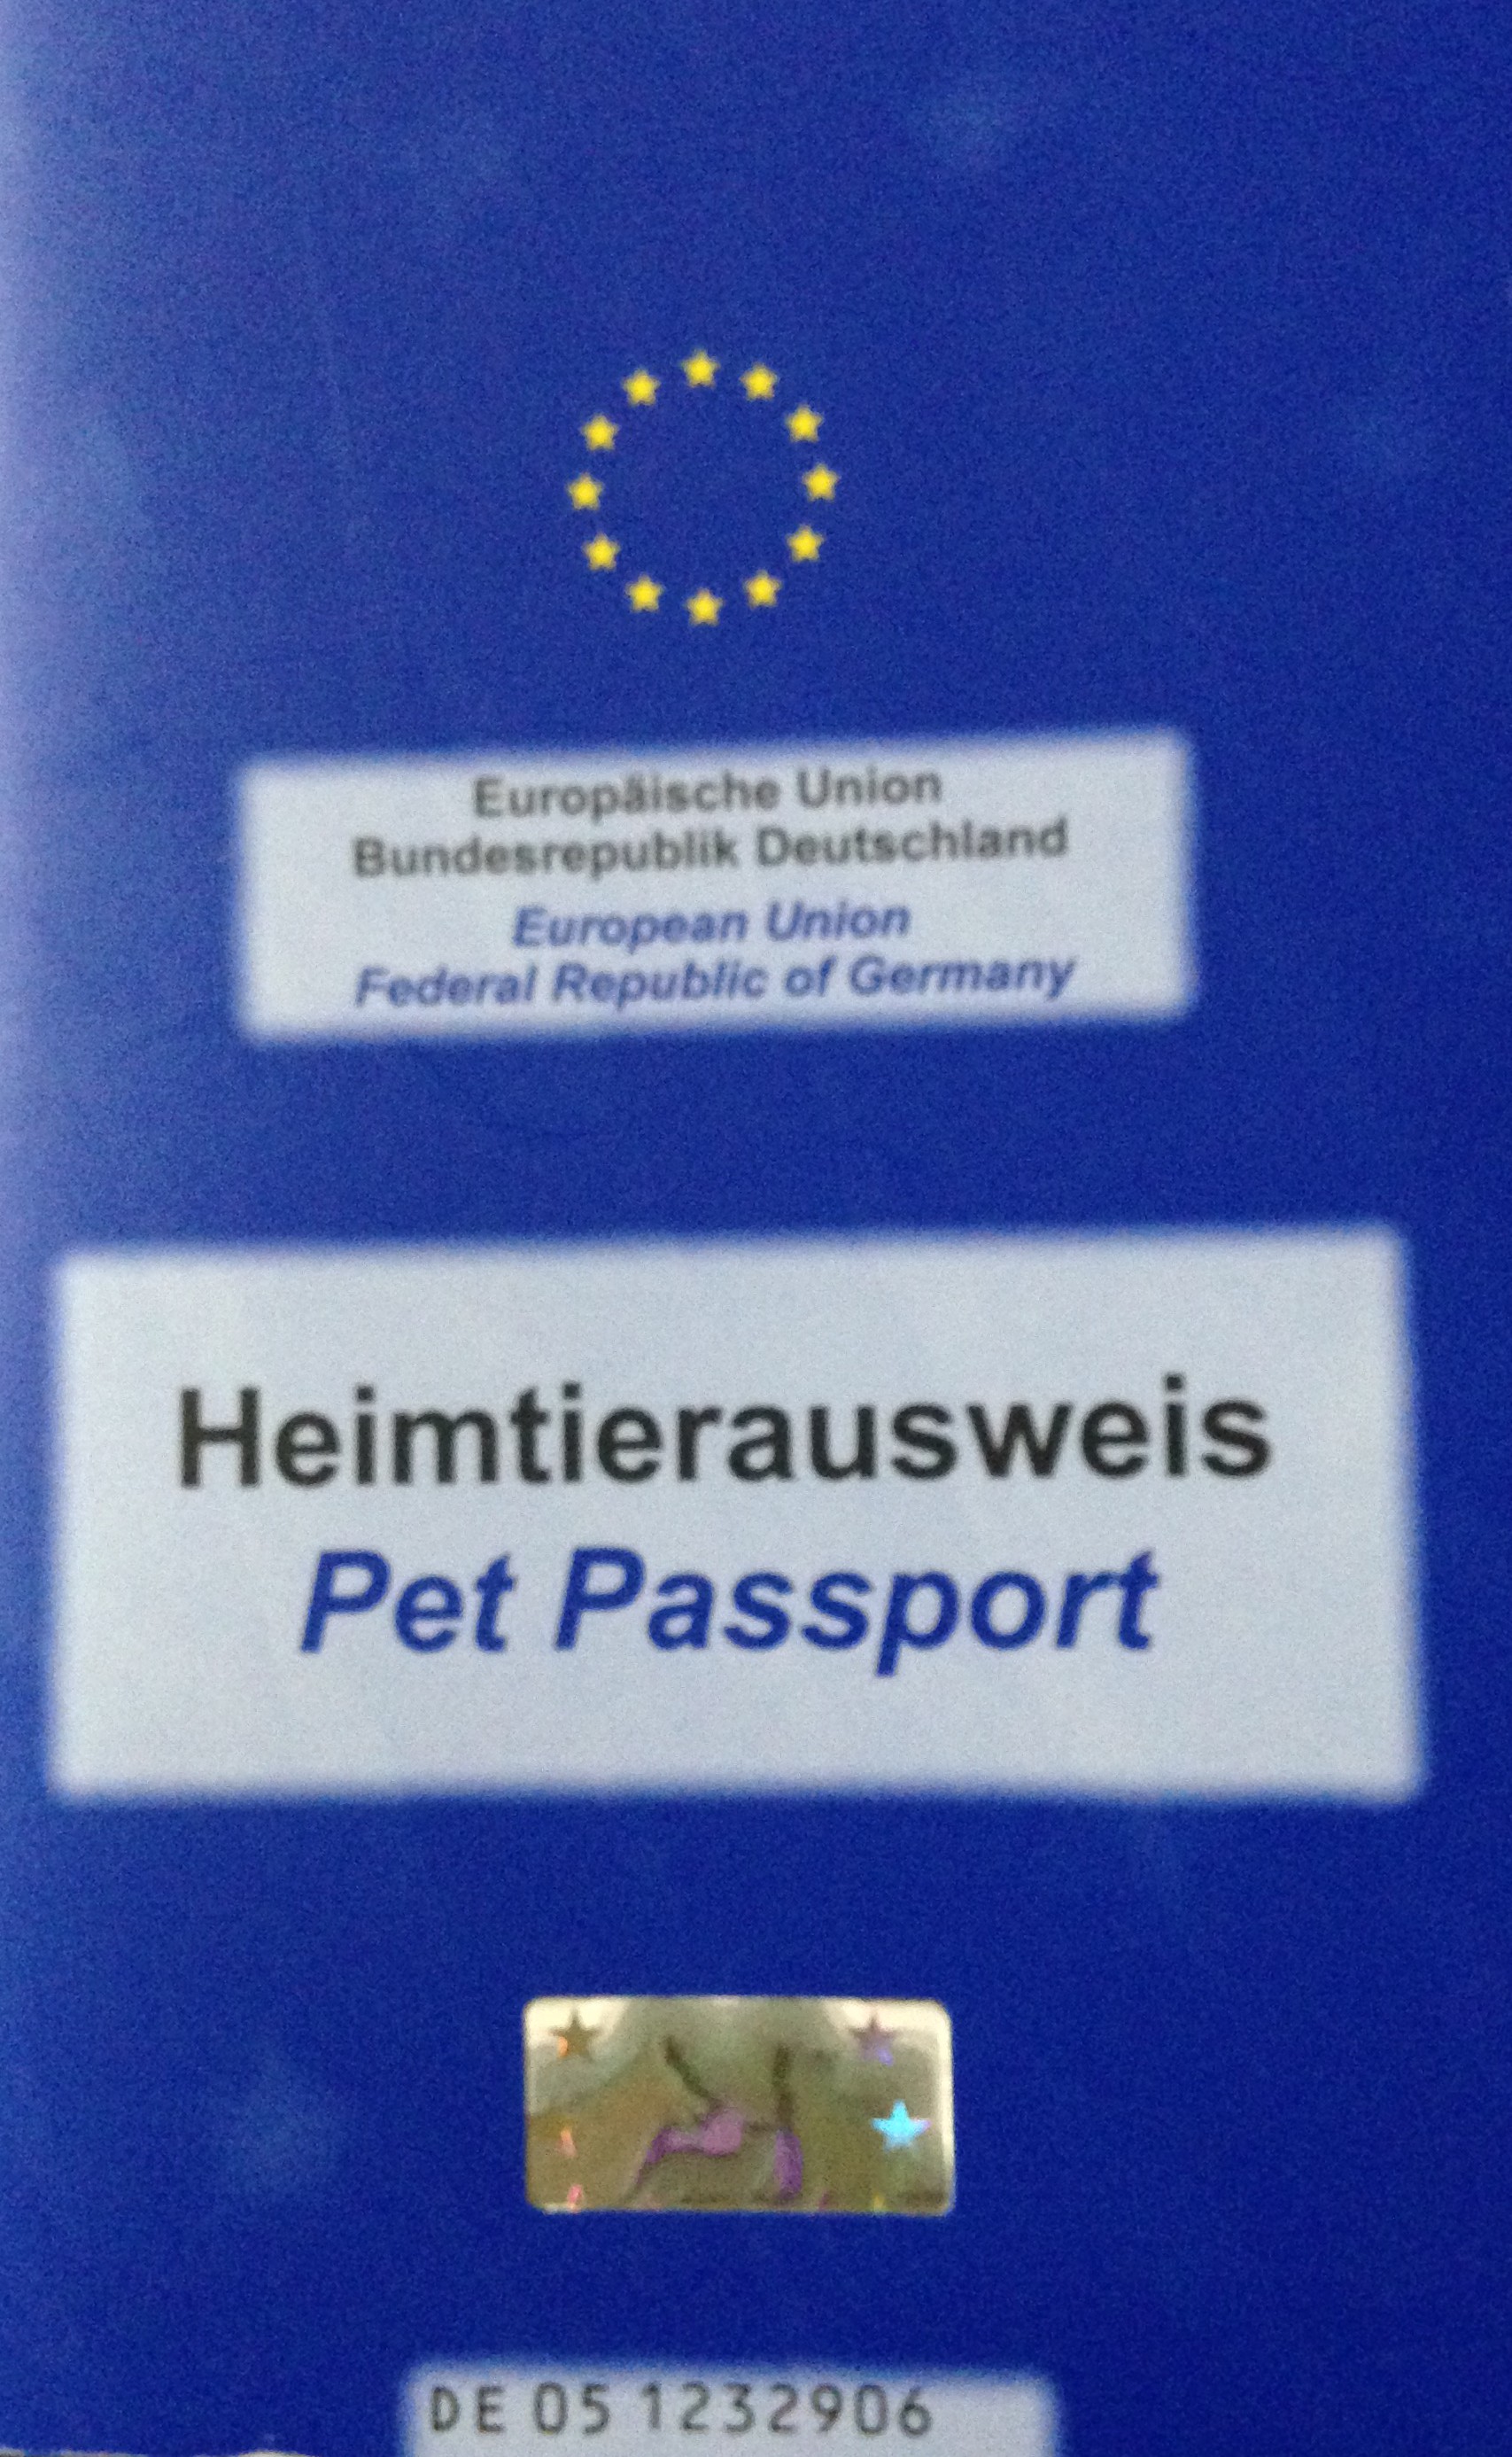 Europäische Union
Bundesrepublik Deutschland
European Union
Federal Republic of Germany
Heimtierausweis
Pet Passport
DE 05 1232906